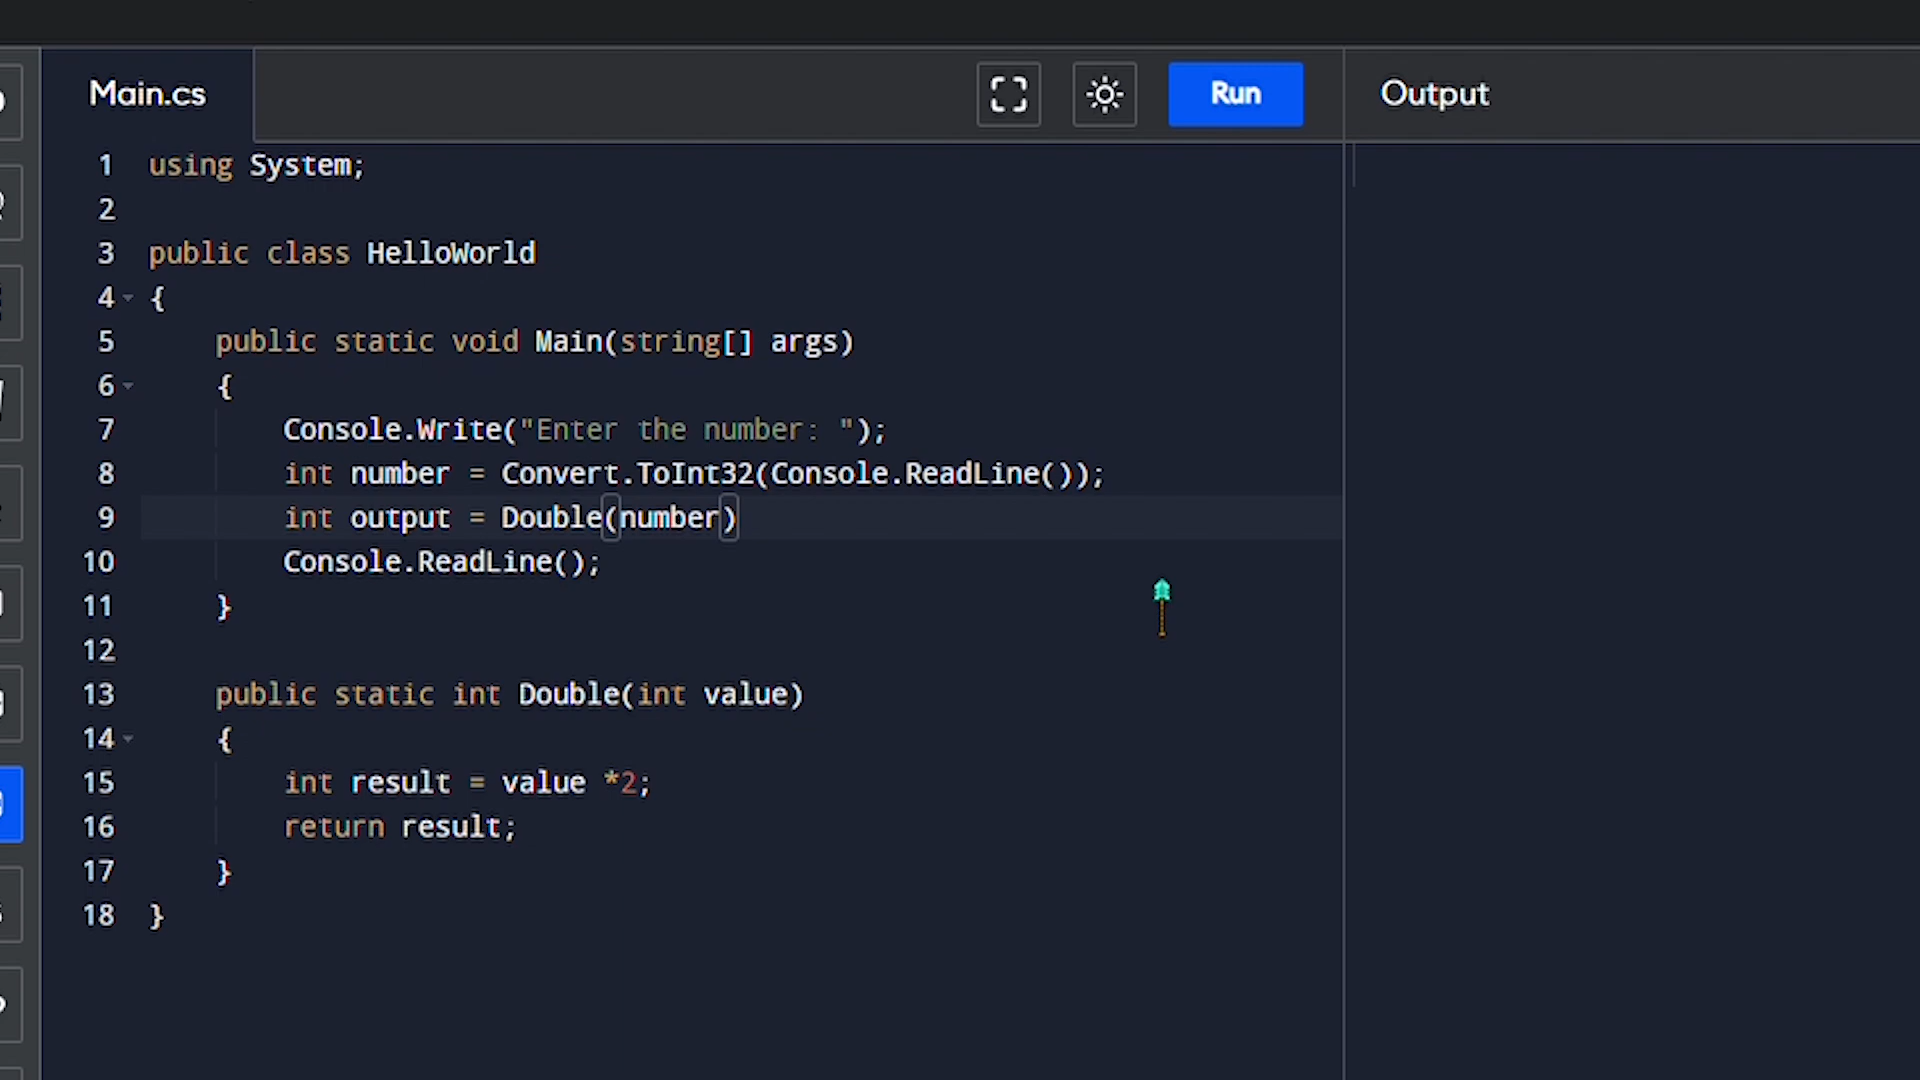 Main.cs
Run
Output
1 using System;
2
3 public class HelloWorld
4 {
5 public static void Main(string[] args)
6 {
7 Console.Write("Enter the number: ");
8 int number = Convert.ToInt32(Console.ReadLine());
9 int output = Double(number)
10 Console.ReadLine();
11 }
12
13 public static int Double(int value)
14 {
15 int result = value *2;
16 return result;
17 }
18 }